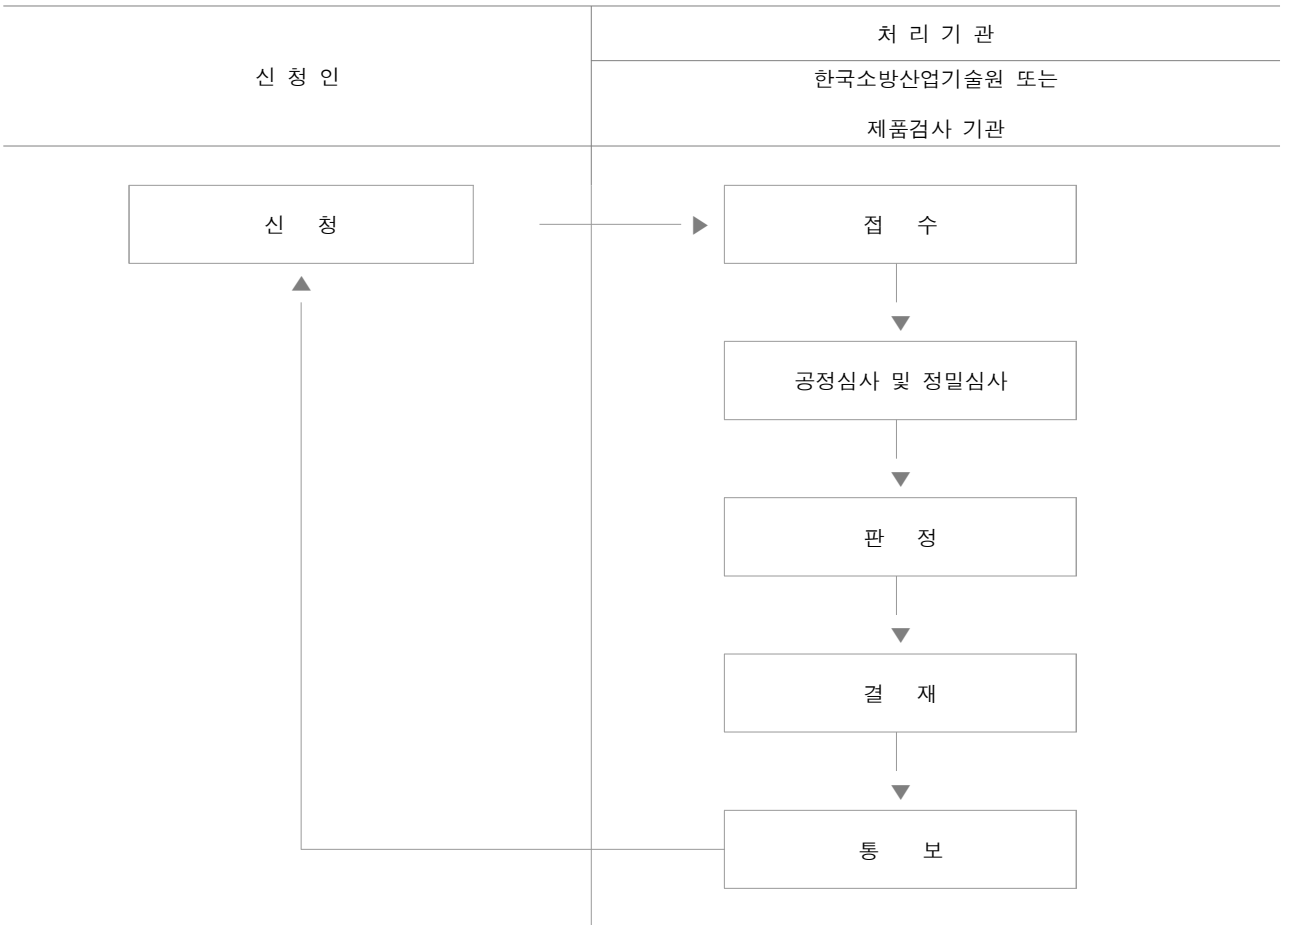 신 청 인
처 리 기 관
한국소방산업기술원 또는
제품검사 기관
신 청
접 수
공정심사 및 정밀심사
판 정
결 재
통 보